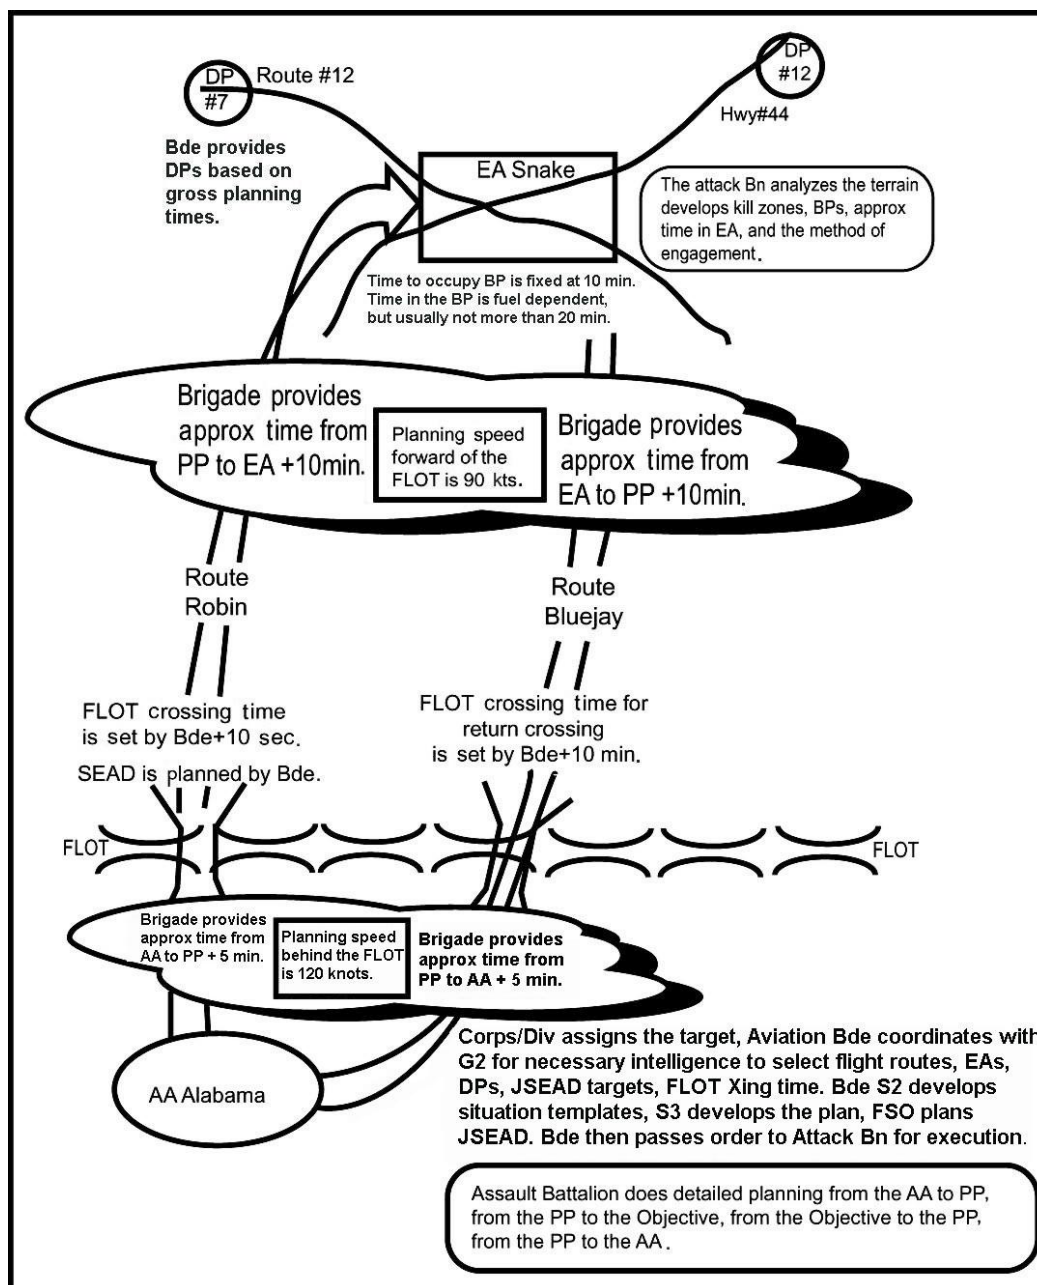 DP
#7
Route #12
DP
#12
Hwy#44
Bde provides
DPs based on
gross planning
times.
EA Snake
The attack Bn analyzes the terrain
develops kill zones, BPs, approx
time in EA, and the method of
engagement.
Time to occupy BP is fixed at 10 min.
Time in the BP is fuel dependent,
but usually not more than 20 min.
Brigade provides
approx time from
PP to EA +10min.
Planning speed
forward of the
FLOT is 90 kts.
Brigade provides
approx time from
EA to PP +10min.
Route
Robin
Route
Bluejay
FLOT crossing time
is set by Bde+10 sec.
SEAD is planned by Bde.
FLOT crossing time for
return crossing
is set by Bde+10 min.
FLOT
FLOT
Brigade provides
approx time from
AA to PP + 5 min.
Planning speed
behind the FLOT
is 120 knots.
Brigade provides
approx time from
PP to AA + 5 min.
AA Alabama
Corps/Div assigns the target, Aviation Bde coordinates with
G2 for necessary intelligence to select flight routes, EAs,
DPs, JSEAD targets, FLOT Xing time. Bde S2 develops
situation templates, S3 develops the plan, FSO plans
JSEAD. Bde then passes order to Attack Bn for execution.
Assault Battalion does detailed planning from the AA to PP,
from the PP to the Objective, from the Objective to the PP,
from the PP to the AA.